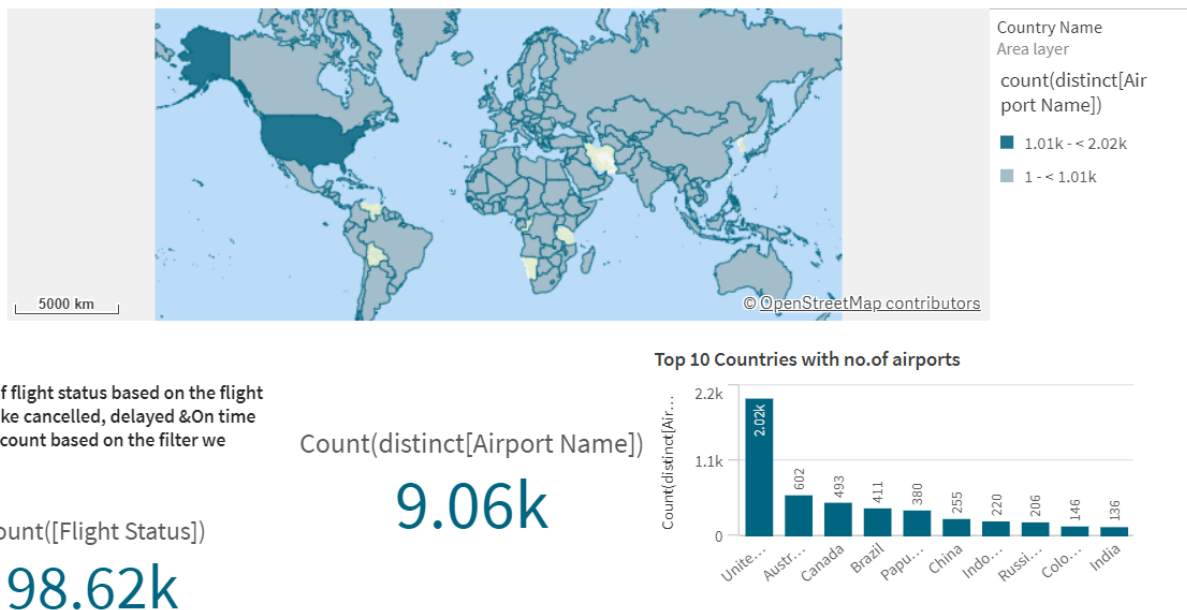 Country Name
Area layer
count(distinct[Air
port Name])
1.01k - < 2.02k
1 - < 1.01k
5000 km
© OpenStreetMap contributors
Top 10 Countries with no.of airports
f flight status based on the flight
ke cancelled, delayed &On time
count based on the filter we
Count(distinct[Airport Name])
9.06k
ount([Flight Status])
98.62k
Count(distinct[Air...
2.2k
1.1k
0
2.02k
602
493
411
380
255
220
206
146
136
Unite...
Austr...
Canada
Brazil
Papu...
China
Indo...
Russi...
Colo...
India